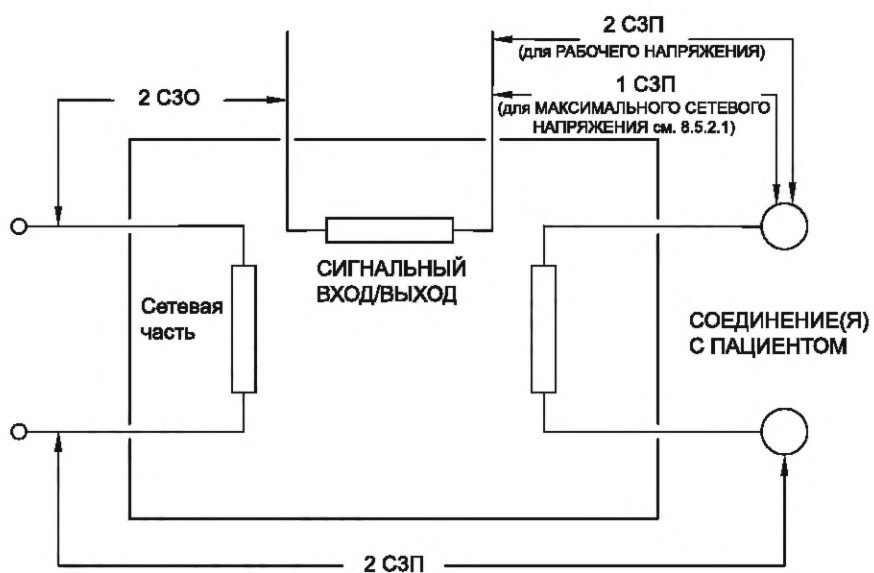 2 СЗП
(для РАБОЧЕГО НАПРЯЖЕНИЯ)
2 СЗО
1 СЗП
(для МАКСИМАЛЬНОГО СЕТЕВОГО
НАПРЯЖЕНИЯ см. 8.5.2.1)
СИГНАЛЬНЫЙ
ВХОД/ВЫХОД
Сетевая
часть
СОЕДИНЕНИЕ(Я)
С ПАЦИЕНТОМ
2 СЗП